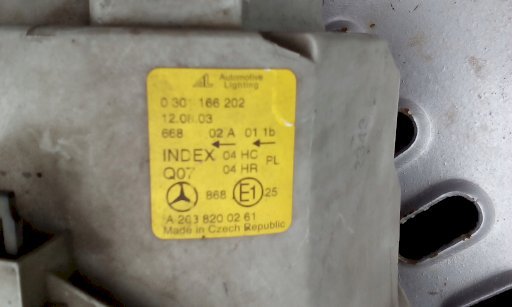 Automotive
Lighting
0 301 166 202
12.08.03
668 02 A 01 1b
INDEX 04 HC PL
Q07 04 HR
868 E1 25
A 203 820 02 61
Made in Czech Republic